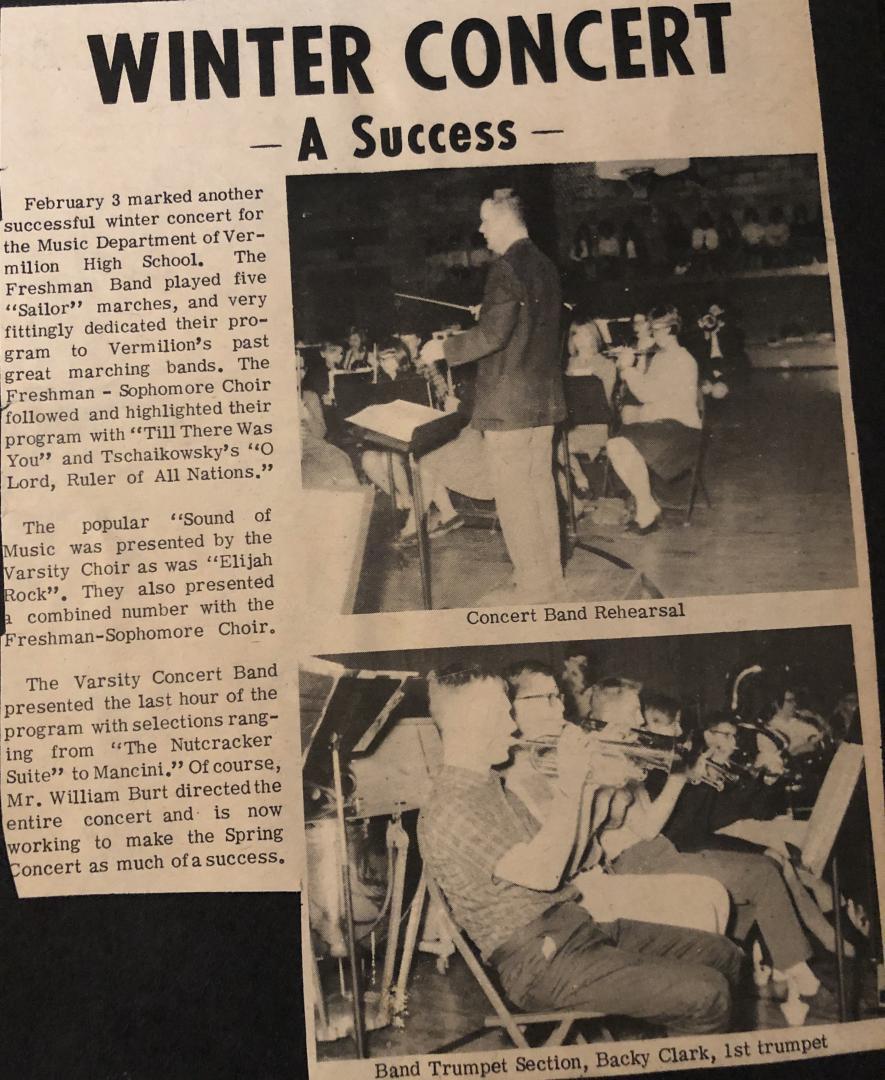 WINTER CONCERT
— A Success —
February 3 marked another
successful winter concert for
the Music Department of Ver-
milion High School. The
Freshman Band played five
"Sailor" marches, and very
fittingly dedicated their pro-
gram to Vermilion's past
great marching bands. The
Freshman - Sophomore Choir
followed and highlighted their
program with "Till There Was
You" and Tschaikowsky's "O
Lord, Ruler of All Nations."
The popular "Sound of
Music was presented by the
Varsity Choir as was "Elijah
Rock". They also presented
a combined number with the
Freshman-Sophomore Choir.
The Varsity Concert Band
presented the last hour of the
program with selections rang-
ing from "The Nutcracker
Suite" to Mancini." Of course,
Mr. William Burt directed the
entire concert and is now
working to make the Spring
Concert as much of a success.
Concert Band Rehearsal
Band Trumpet Section, Backy Clark, 1st trumpet